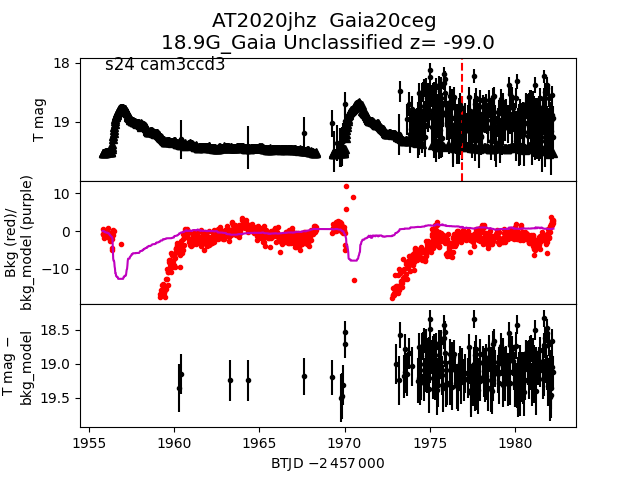 AT2020jhz  Gaia20ceg
18.9G_Gaia Unclassified z= -99.0
s24 cam3ccd3
18
19
T mag
10
0
−10
Bkg (red)/
bkg_model (purple)
18.5
19.0
19.5
T mag −
bkg_model
1955 1960 1965 1970 1975 1980
BTJD −2 457 000